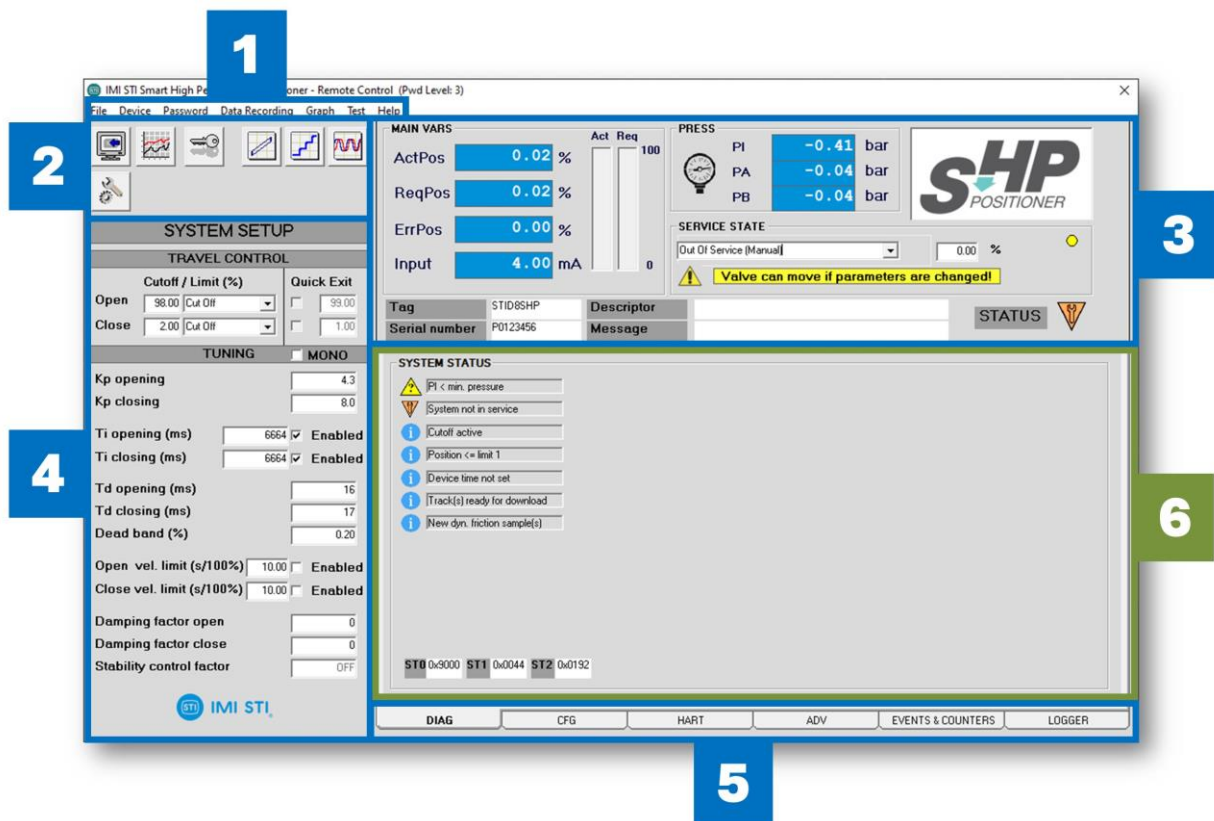 1
IMI STI Smart High Pe oner - Remote Control (Pwd Level: 3)
File Device Password Data Recording Graph Test Help
2
SYSTEM SETUP
TRAVEL CONTROL
Cutoff / Limit (%) Quick Exit
Open 98.00 Cut Off 99.00
Close 2.00 Cut Off 1.00
TUNING MONO
Kp opening 4.3
Kp closing 8.0
Ti opening (ms) 6664 Enabled
Ti closing (ms) 6664 Enabled
Td opening (ms) 16
Td closing (ms) 17
Dead band (%) 0.20
Open vel. limit (s/100%) 10.00 Enabled
Close vel. limit (s/100%) 10.00 Enabled
Damping factor open 0
Damping factor close 0
Stability control factor OFF
STI IMI STI
4
MAIN VARS
Act Req
100
ActPos 0.02 %
ReqPos 0.02 %
ErrPos 0.00 %
Input 4.00 mA
0
PRESS
PI -0.41 bar
PA -0.04 bar
PB -0.04 bar
SHP
POSITIONER
SERVICE STATE
Out Of Service (Manual) 0.00 %
Valve can move if parameters are changed!
Tag STID8SHP Descriptor
Serial number P0123456 Message
STATUS
3
SYSTEM STATUS
PI < min. pressure
System not in service
Cutoff active
Position <= limit 1
Device time not set
Track(s) ready for download
New dyn. friction sample(s)
ST0 0x9000 ST1 0x0044 ST2 0x0192
6
DIAG CFG HART ADV EVENTS & COUNTERS LOGGER
5